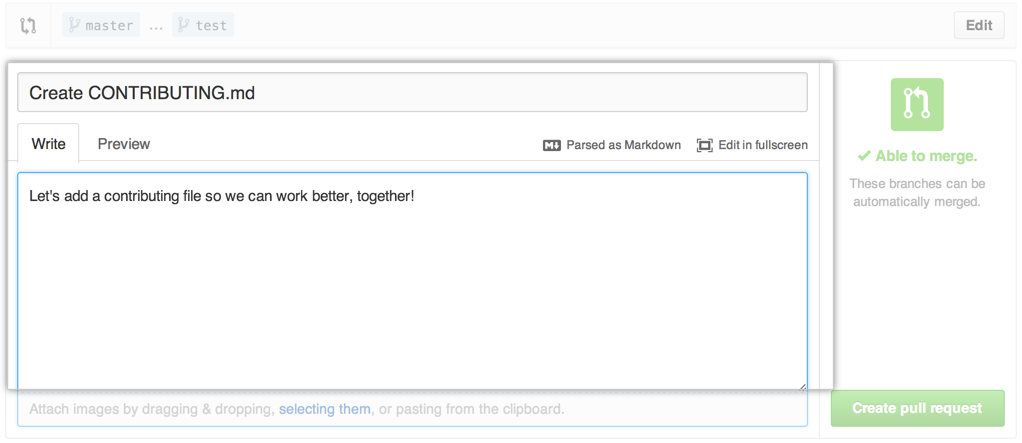 master ... test Edit
Create CONTRIBUTING.md
Write Preview Parsed as Markdown Edit in fullscreen
Let's add a contributing file so we can work better, together!
Able to merge.
These branches can be
automatically merged.
Attach images by dragging & dropping, selecting them, or pasting from the clipboard.
Create pull request